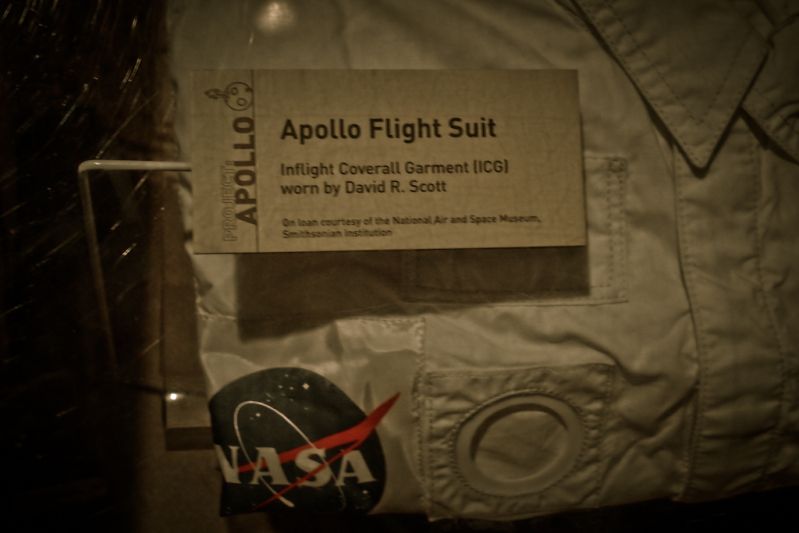 PROJECT:
APOLLO
Apollo Flight Suit
Inflight Coverall Garment (ICG)
worn by David R. Scott
On loan courtesy of the National Air and Space Museum,
Smithsonian Institution
NASA